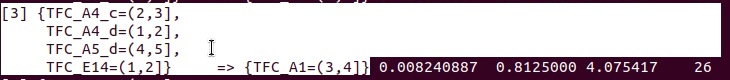 [3] {TFC_A4_c=(2,3],
TFC_A4_d=(1,2],
TFC_A5_d=(4,5],
TFC_E14=(1,2]} => {TFC_A1=(3,4]} 0.008240887 0.8125000 4.075417 26